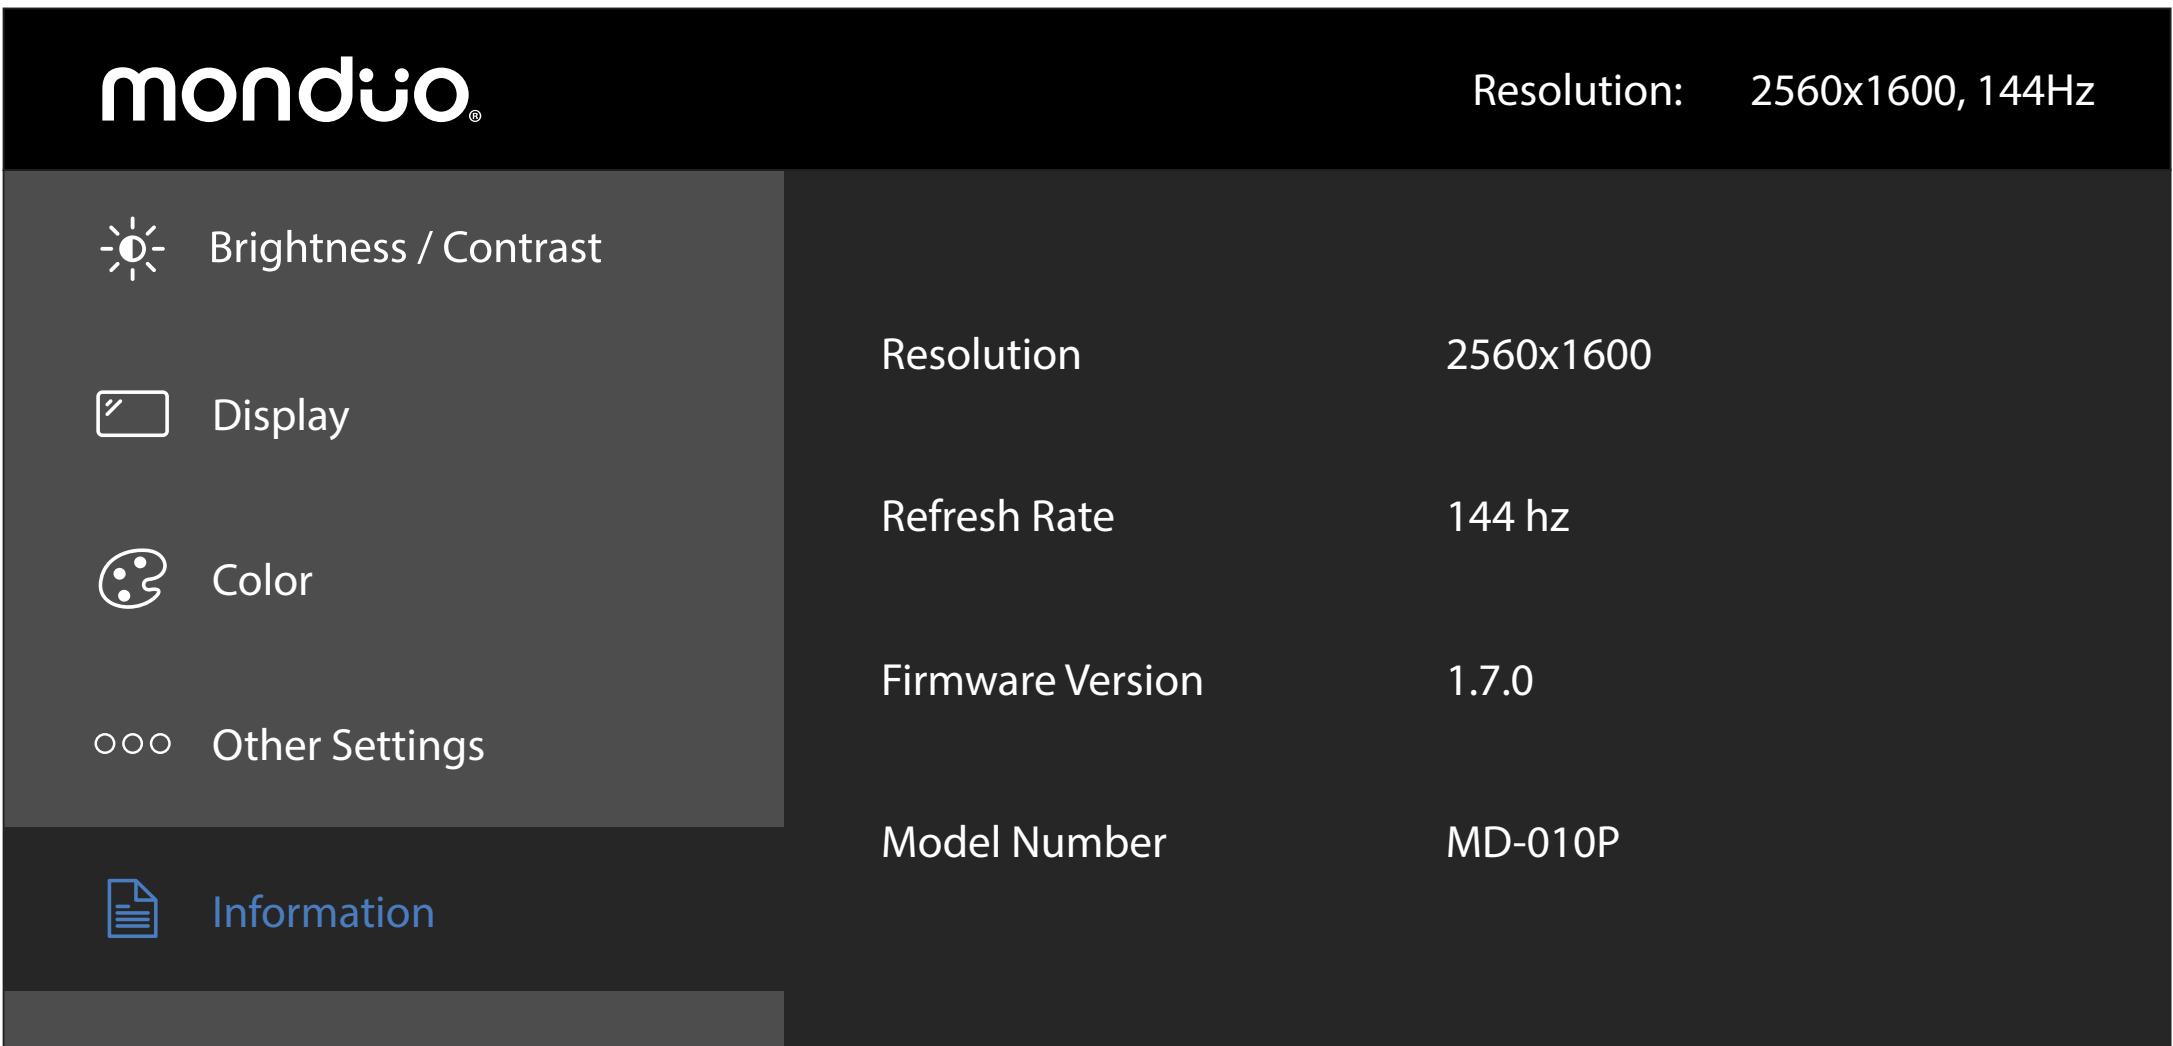 mondüo®
Resolution: 2560x1600, 144Hz
Brightness / Contrast
Display
Color
Other Settings
Information
Resolution 2560x1600
Refresh Rate 144 hz
Firmware Version 1.7.0
Model Number MD-010P